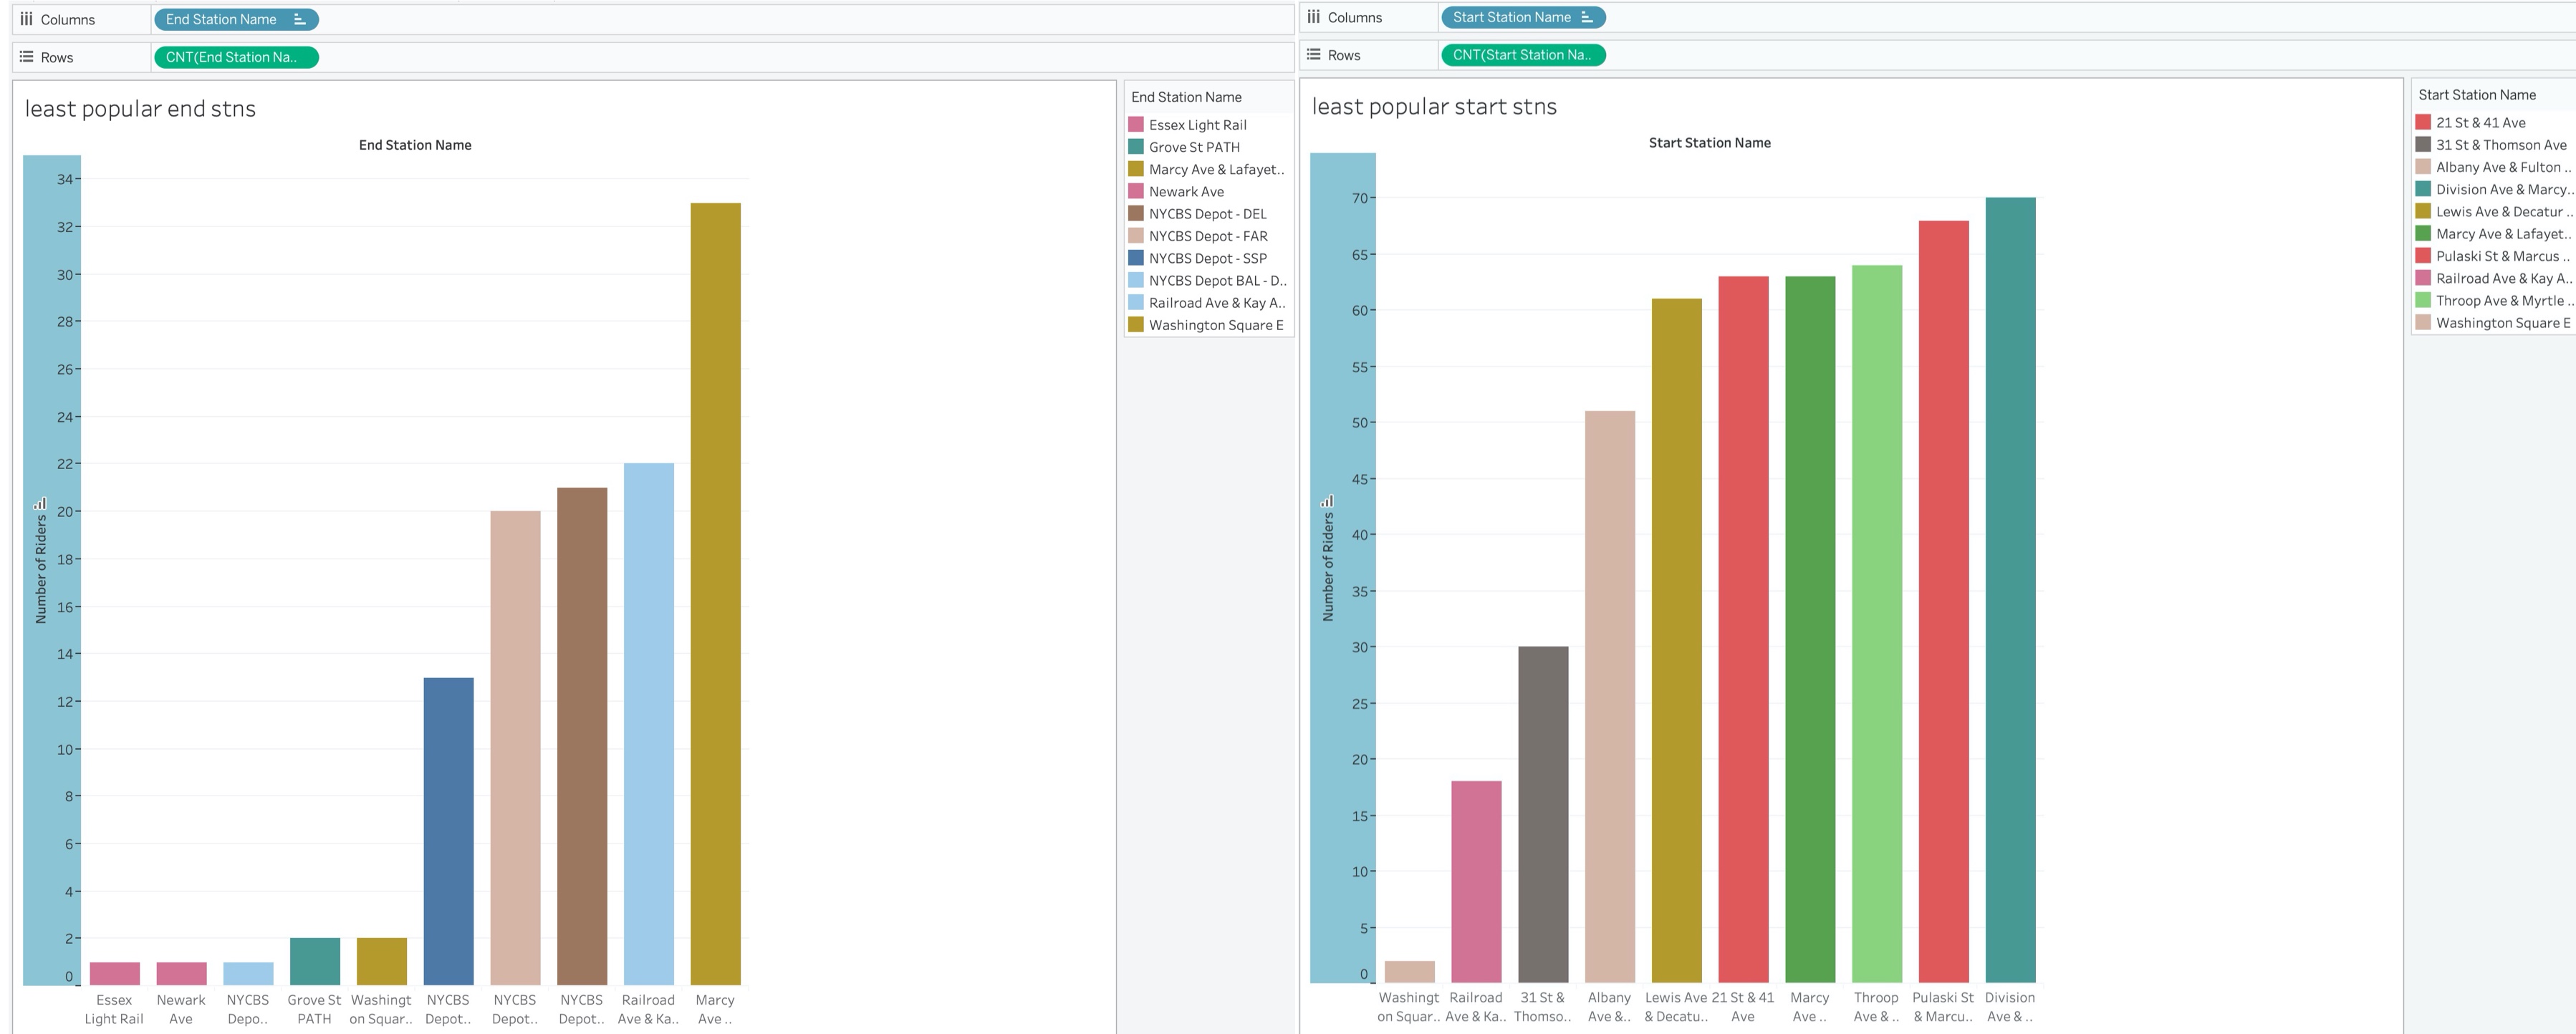 Columns End Station Name
Rows CNT(End Station Na..
least popular end stns
End Station Name
34
32
30
28
26
24
22
20
18
16
14
12
10
8
6
4
2
0
Number of Riders
Essex Light Rail
Newark Ave
NYCBS Depo..
Grove St PATH
Washingt on Squar..
NYCBS Depot..
NYCBS Depot..
NYCBS Depot..
Railroad Ave & Ka..
Marcy Ave ..
End Station Name
Essex Light Rail
Grove St PATH
Marcy Ave & Lafayet..
Newark Ave
NYCBS Depot - DEL
NYCBS Depot - FAR
NYCBS Depot - SSP
NYCBS Depot BAL - D..
Railroad Ave & Kay A..
Washington Square E
Columns Start Station Name
Rows CNT(Start Station Na..
least popular start stns
Start Station Name
70
65
60
55
50
45
40
35
30
25
20
15
10
5
0
Number of Riders
Washingt on Squar..
Railroad Ave & Ka..
31 St & Thomso..
Albany Ave &..
Lewis Ave & Decatu..
21 St & 41 Ave
Marcy Ave ..
Throop Ave & ..
Pulaski St & Marcu..
Division Ave & ..
Start Station Name
21 St & 41 Ave
31 St & Thomson Ave
Albany Ave & Fulton ..
Division Ave & Marcy..
Lewis Ave & Decatur ..
Marcy Ave & Lafayet..
Pulaski St & Marcus ..
Railroad Ave & Kay A..
Throop Ave & Myrtle ..
Washington Square E